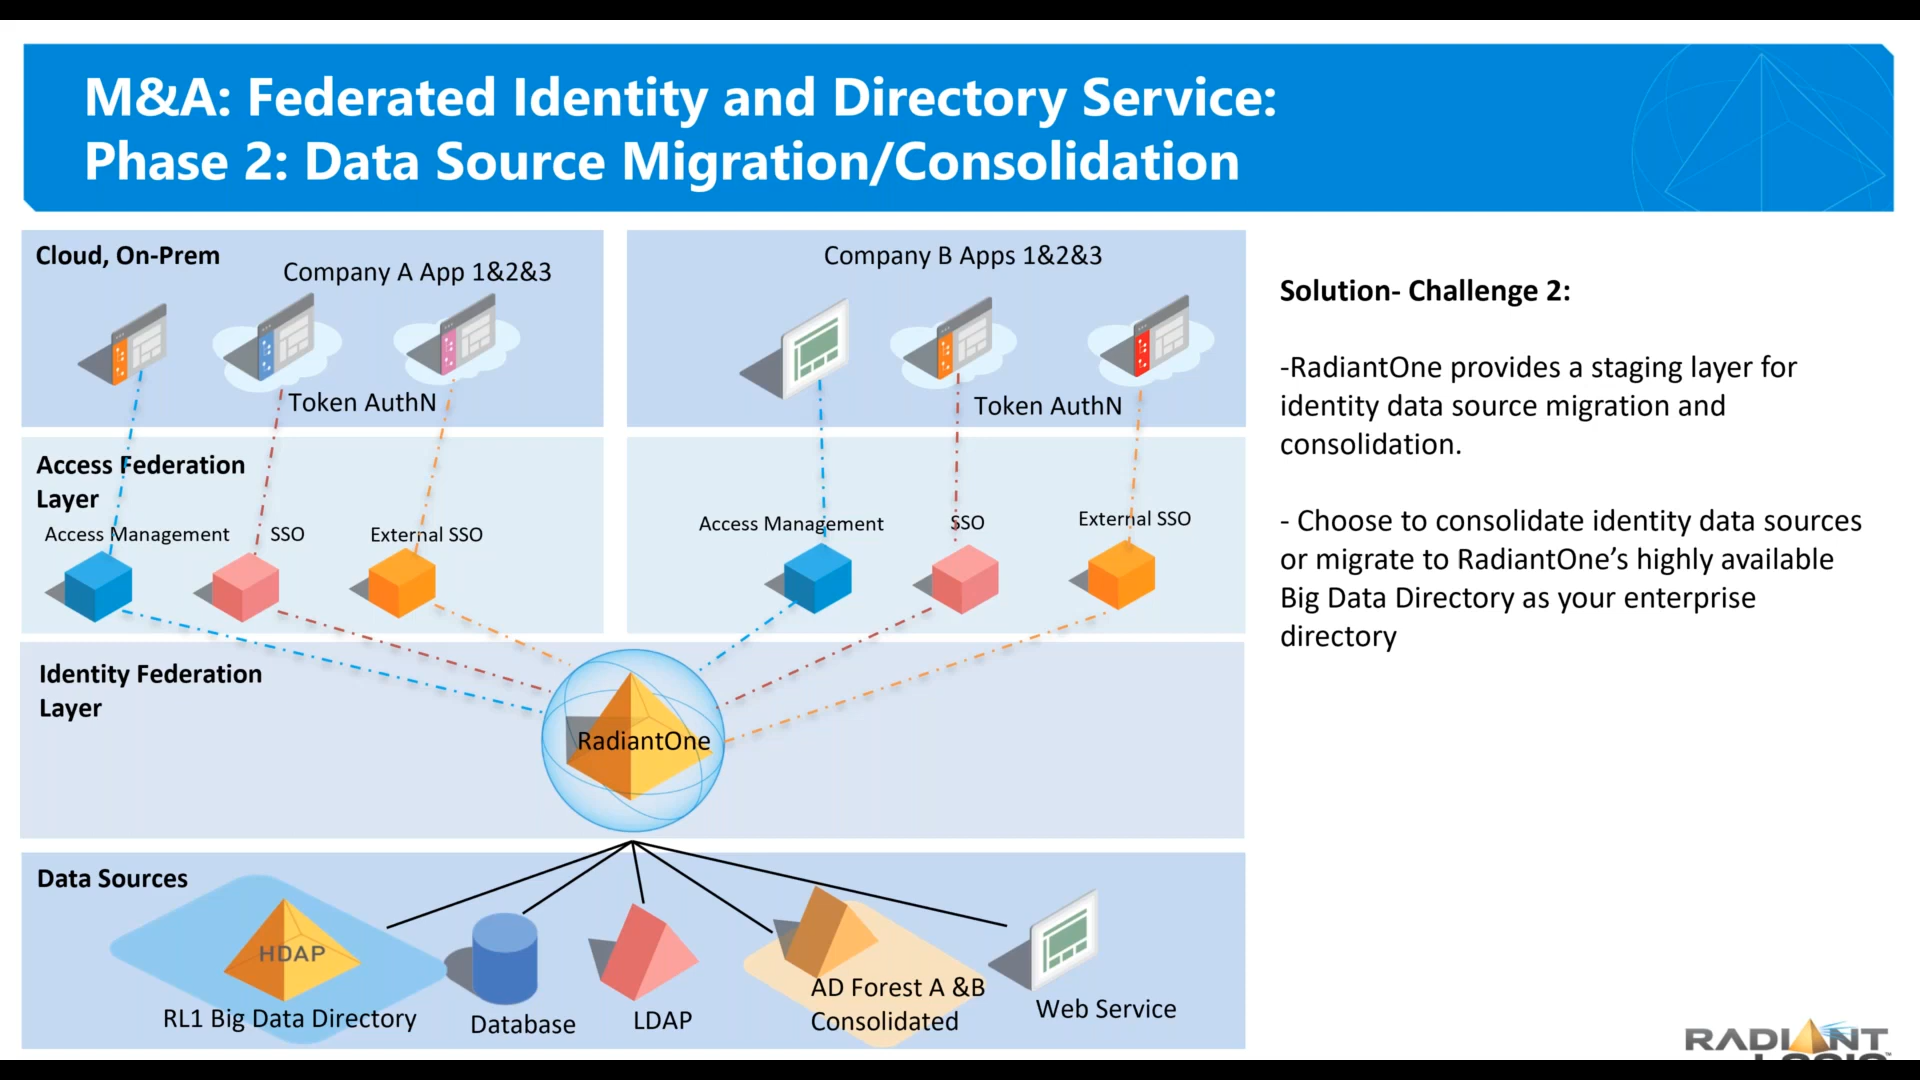 M&A: Federated Identity and Directory Service:
Phase 2: Data Source Migration/Consolidation
Cloud, On-Prem
Company A App 1&2&3
Token AuthN
Company B Apps 1&2&3
Token AuthN
Access Federation
Layer
Access Management
SSO
External SSO
Access Management
SSO
External SSO
Identity Federation
Layer
RadiantOne
Data Sources
HDAP
RL1 Big Data Directory
Database
LDAP
AD Forest A &B
Consolidated
Web Service
Solution- Challenge 2:
-RadiantOne provides a staging layer for
identity data source migration and
consolidation.
- Choose to consolidate identity data sources
or migrate to RadiantOne’s highly available
Big Data Directory as your enterprise
directory
RADIANT
LOGIC